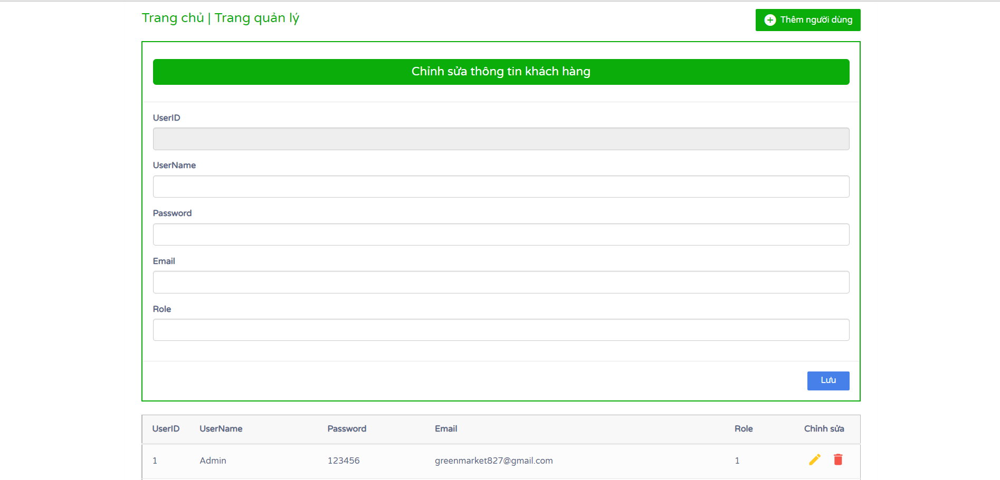 Trang chủ | Trang quản lý
Thêm người dùng
Chỉnh sửa thông tin khách hàng
UserID
UserName
Password
Email
Role
Lưu
UserID UserName Password Email Role Chỉnh sửa
1 Admin 123456 greenmarket827@gmail.com 1